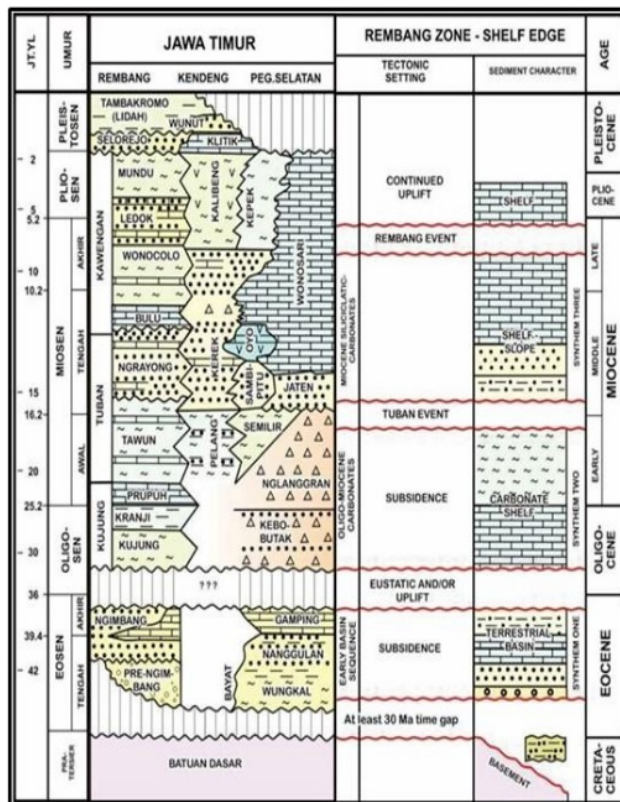 JT.YL
UMUR
JAWA TIMUR
REMBANG KENDENG PEG.SELATAN
REMBANG ZONE - SHELF EDGE
TECTONIC
SETTING
SEDIMENT CHARACTER
AGE
PLEIS-
TOSEN
PLIO-
SEN
MIOSEN
AKHIR
TENGAH
AWAL
OLIGO-
SEN
EOSEN
AKHIR
TENGAH
PRA-
TERSIER
2
5
5.2
10
10.2
15
16.2
20
25.2
30
36
39.4
42
TAMBAKROMO
(LIDAH)
WUNUT
SELOREJO
KLITIK
MUNDU
KALIBENG
KEPEK
LEDOK
KAWENGAN
WONOCOLO
WONOSARI
BULU
OYO
KEREK
NGRAYONG
SAMBI-
PITU
JATEN
TUBAN
TAWUN
PELANG
SEMILIR
NGLANGGRAN
PRUPUH
KRANJI
KUJUNG
KUJUNG
KEBO-
BUTAK
???
NGIMBANG
GAMPING
NANGGULAN
PRE-NGIM-
BANG
BAYAT
WUNGKAL
BATUAN DASAR
CONTINUED
UPLIFT
SHELF
REMBANG EVENT
MIOCENE SILICICLATIC-
CARBONATES
SHELF-
SLOPE
SYNTHEM THREE
TUBAN EVENT
OLIGO-MIOCENE
CARBONATES
SUBSIDENCE
CARBONATE
SHELF
SYNTHEM TWO
EUSTATIC AND/OR
UPLIFT
EARLY BASIN
SEQUENCE
SUBSIDENCE
TERRESTRIAL
BASIN
SYNTHEM ONE
At least 30 Ma time gap
BASEMENT
PLEISTO-
CENE
PLIO-
CENE
MIOCENE
LATE
MIDDLE
EARLY
OLIGO-
CENE
EOCENE
CRETA-
CEOUS